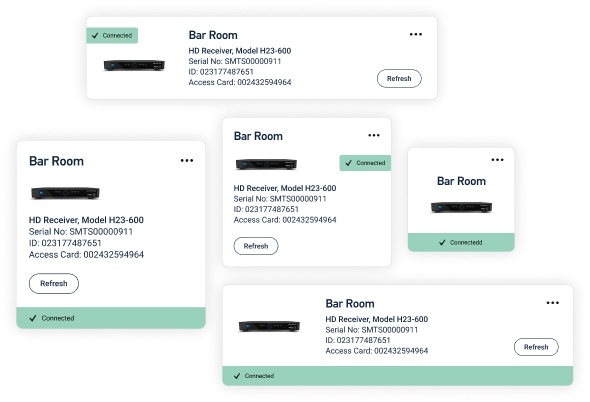 Connected
Bar Room
HD Receiver, Model H23-600
Serial No: SMTS00000911
ID: 023177487651
Access Card: 002432594964
Refresh
Bar Room
HD Receiver, Model H23-600
Serial No: SMTS00000911
ID: 023177487651
Access Card: 002432594964
Refresh
Connected
Bar Room
Connected
HD Receiver, Model H23-600
Serial No: SMTS00000911
ID: 023177487651
Access Card: 002432594964
Refresh
Bar Room
Connectedd
Bar Room
HD Receiver, Model H23-600
Serial No: SMTS00000911
ID: 023177487651
Access Card: 002432594964
Refresh
Connected